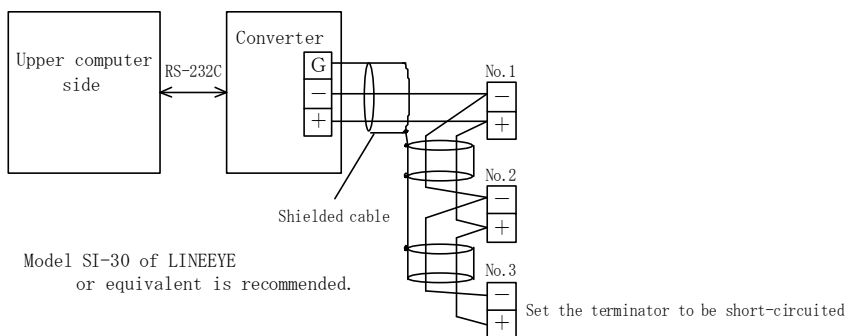 Upper computer
side
RS-232C
Converter
G
−
+
No.1
−
+
No.2
−
+
No.3
−
+
Shielded cable
Model SI-30 of LINEEYE
or equivalent is recommended.
Set the terminator to be short-circuited